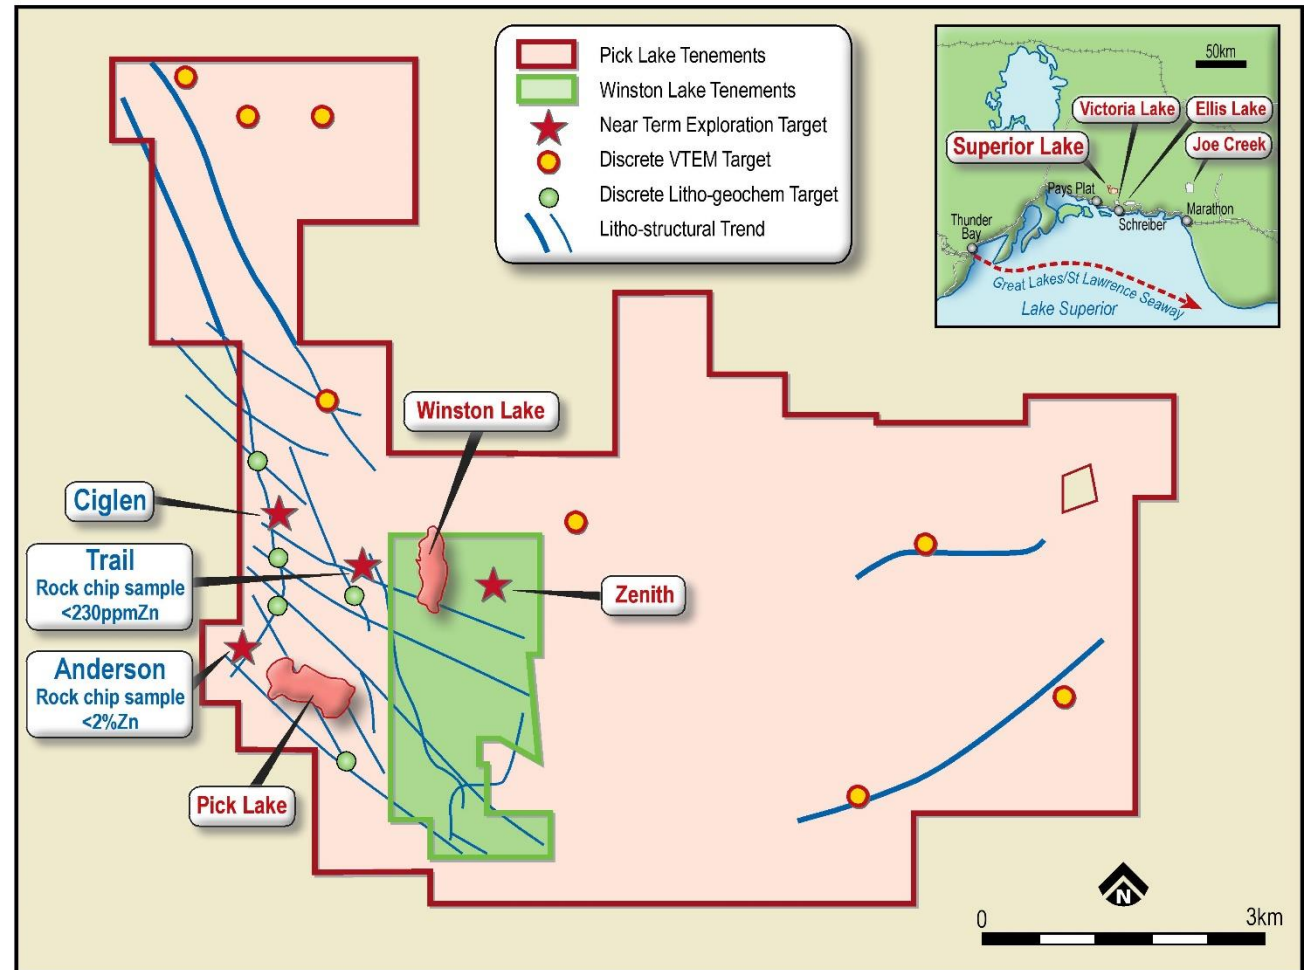 Pick Lake Tenements
Winston Lake Tenements
Near Term Exploration Target
Discrete VTEM Target
Discrete Litho-geochem Target
Litho-structural Trend
50km
Victoria Lake
Ellis Lake
Superior Lake
Joe Creek
Pays Plat
Marathon
Thunder
Bay
Schreiber
Great Lakes/St Lawrence Seaway
Lake Superior
Winston Lake
Ciglen
Trail
Rock chip sample
<230ppmZn
Zenith
Anderson
Rock chip sample
<2%Zn
Pick Lake
N
0
3km